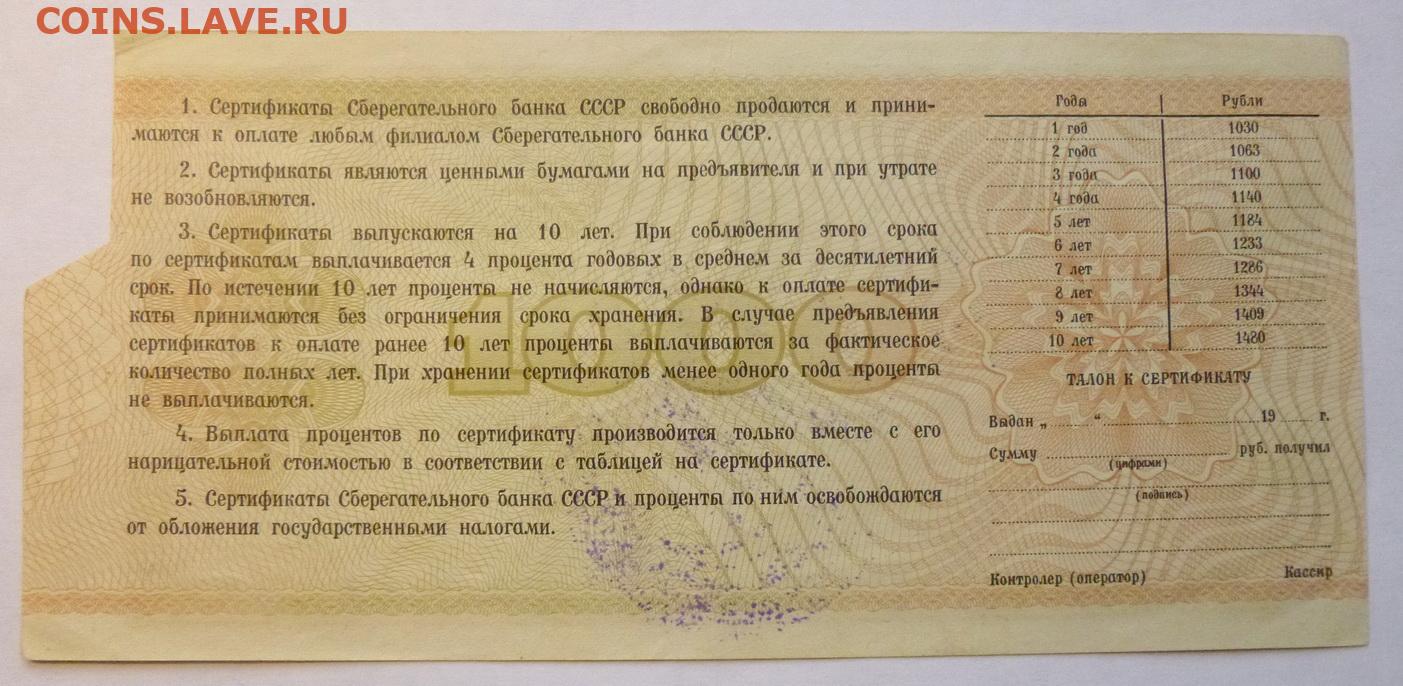 COINS.LAVE.RU
1. Сертификаты Сберегательного банка СССР свободно продаются и прини-
маются к оплате любым филиалом Сберегательного банка СССР.
2. Сертификаты являются ценными бумагами на предъявителя и при утрате
не возобновляются.
3. Сертификаты выпускаются на 10 лет. При соблюдении этого срока
по сертификатам выплачивается 4 процента годовых в среднем за десятилетний
срок. По истечении 10 лет проценты не начисляются, однако к оплате сертифи-
каты принимаются без ограничения срока хранения. В случае предъявления
сертификатов к оплате ранее 10 лет проценты выплачиваются за фактическое
количество полных лет. При хранении сертификатов менее одного года проценты
не выплачиваются.
4. Выплата процентов по сертификату производится только вместе с его
нарицательной стоимостью в соответствии с таблицей на сертификате.
5. Сертификаты Сберегательного банка СССР и проценты по ним освобождаются
от обложения государственными налогами.
1000
Годы Рубли
1 год 1030
2 года 1063
3 года 1100
4 года 1140
5 лет 1184
6 лет 1233
7 лет 1286
8 лет 1344
9 лет 1409
10 лет 1480
ТАЛОН К СЕРТИФИКАТУ
Выдан „ “ 19 г.
Сумму руб. получил
(цифрами)
(подпись)
Контролер (оператор) Кассир